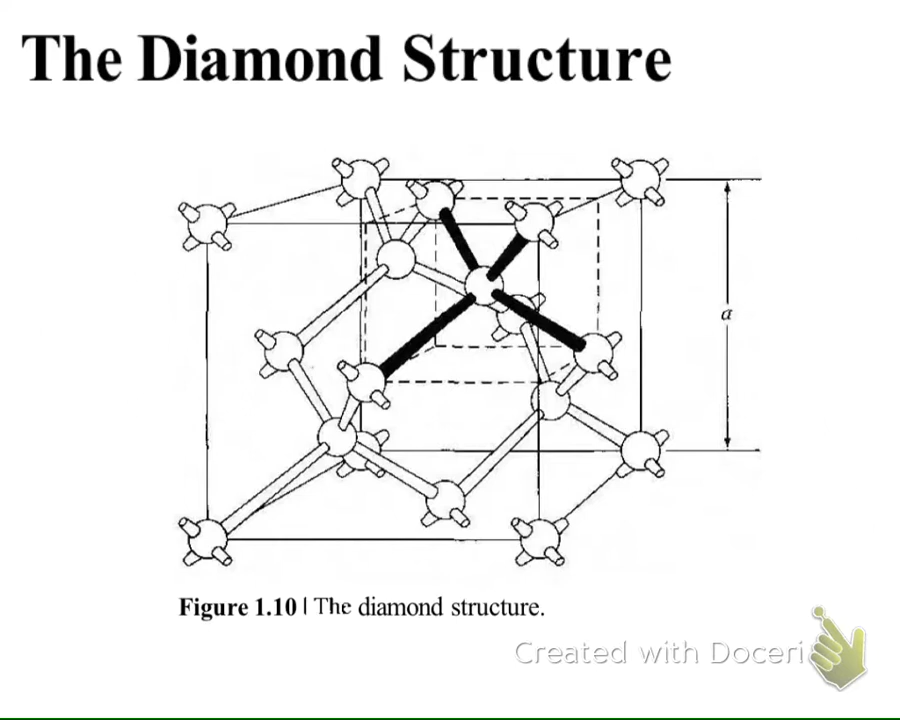 The Diamond Structure
a
Figure 1.10 | The diamond structure.
Created with Doceri